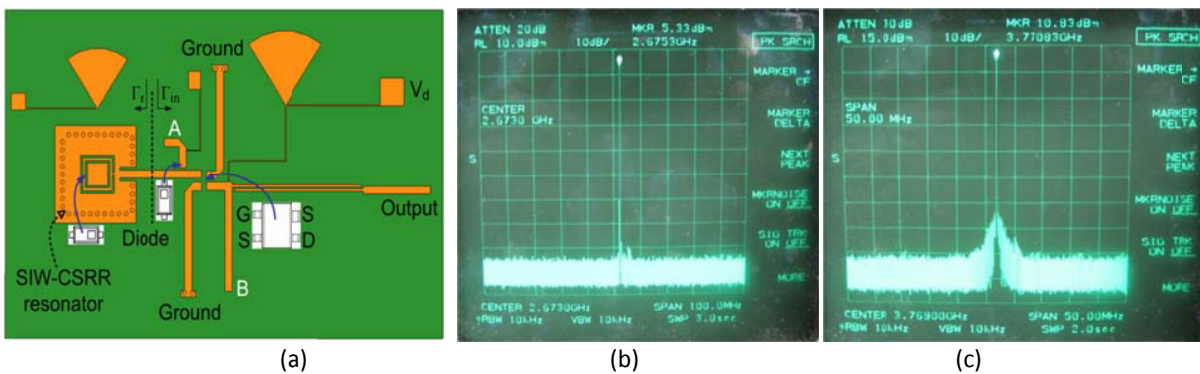 Ground
Γr Γin
A
Vd
G S
S D
Output
Diode
SIW-CSRR
resonator
B
Ground
(a)
ATTEN 20dB MKR 5.33dBm
RL 10.0dBm 10dB/ 2.6753GHz
PK SRCH
MARKER →
CF
CENTER
2.6730 GHz
MARKER
DELTA
NEXT
PEAK
S
MKRNOISE
ON OFF
SIG TRK
ON OFF
MORE
CENTER 2.6730GHz SPAN 100.0MHz
*RBW 10kHz VBW 10kHz SWP 3.0sec
(b)
ATTEN 30dB MKR 10.83dBm
RL 15.0dBm 10dB/ 3.77083GHz
PK SRCH
MARKER →
CF
SPAN
50.00 MHz
MARKER
DELTA
NEXT
PEAK
S
MKRNOISE
ON OFF
SIG TRK
ON OFF
MORE
CENTER 3.76900GHz SPAN 50.00MHz
*RBW 10kHz VBW 10kHz SWP 2.0sec
(c)